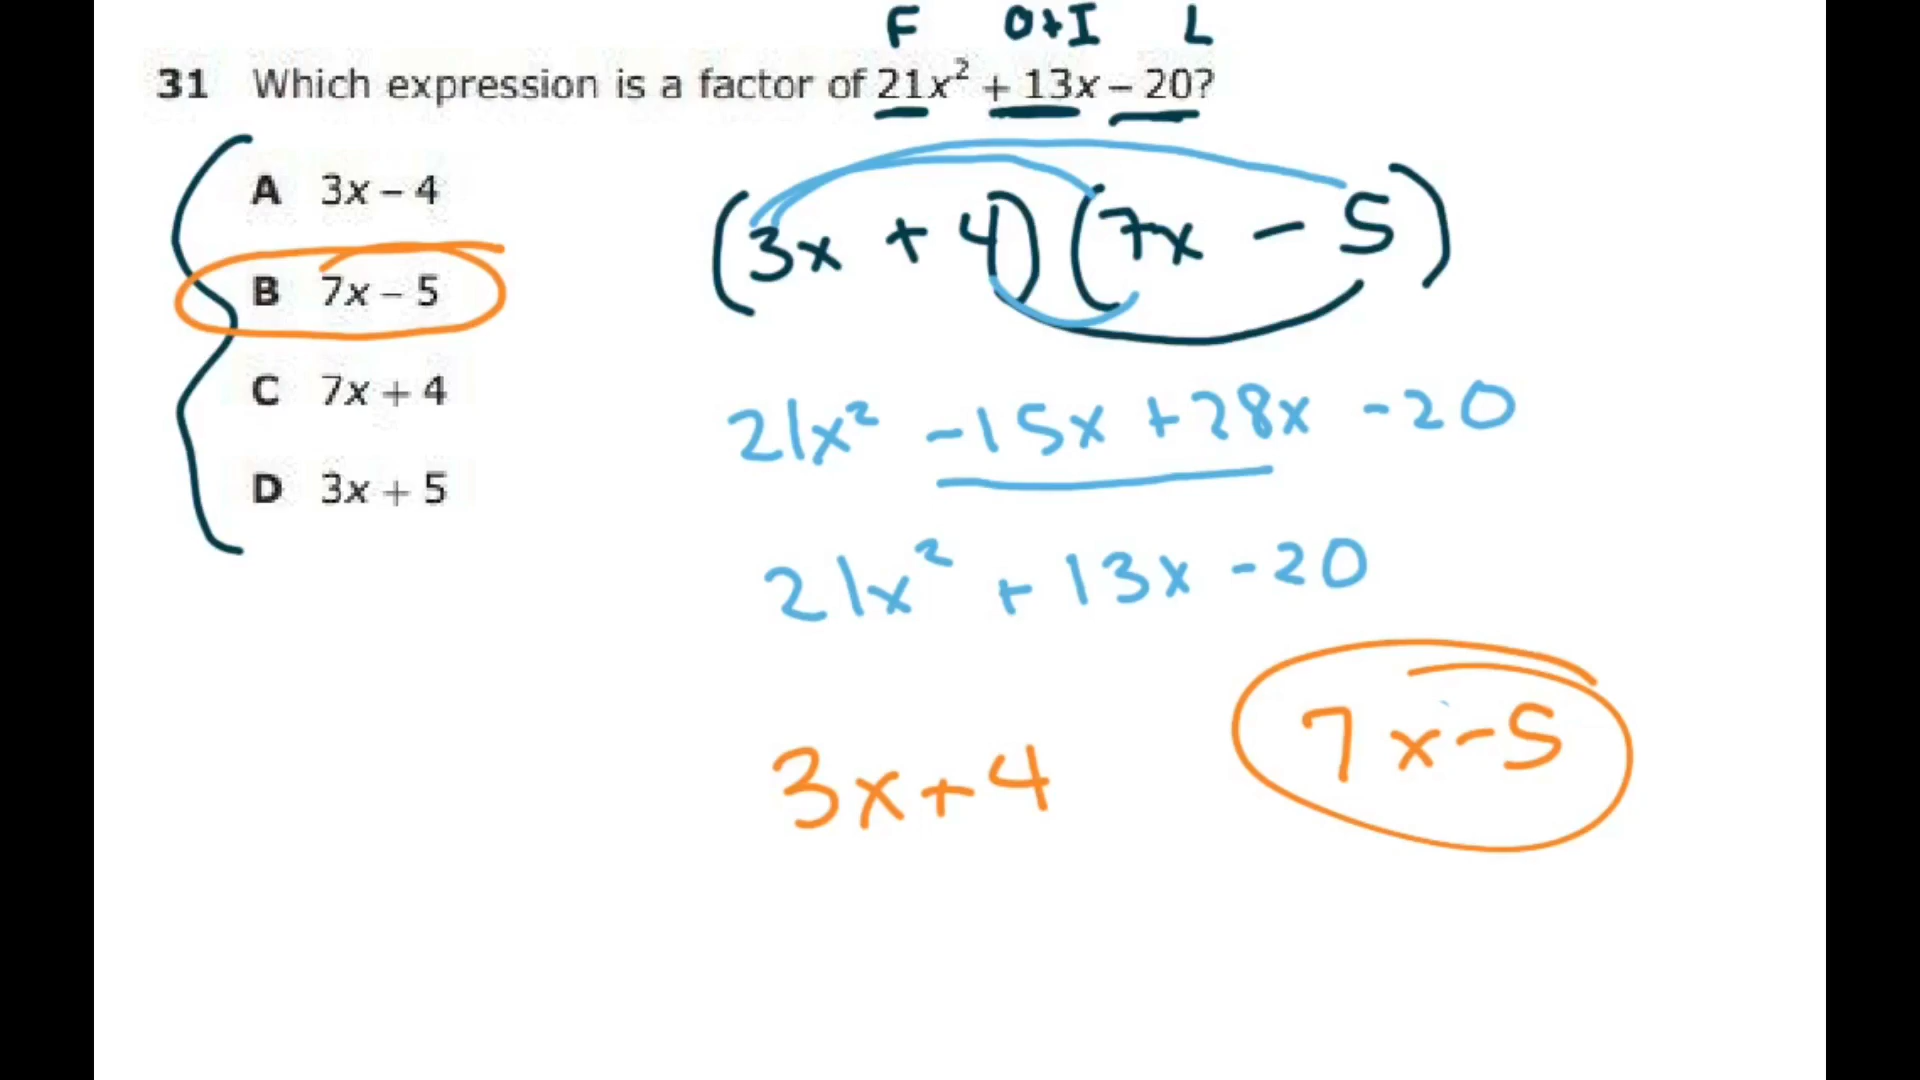 F O+I L
31 Which expression is a factor of 21x² + 13x – 20?
A 3x – 4
B 7x – 5
C 7x + 4
D 3x + 5
(3x + 4)(7x - 5)
21x² -15x +28x -20
21x² + 13x -20
3x+4 7x-5